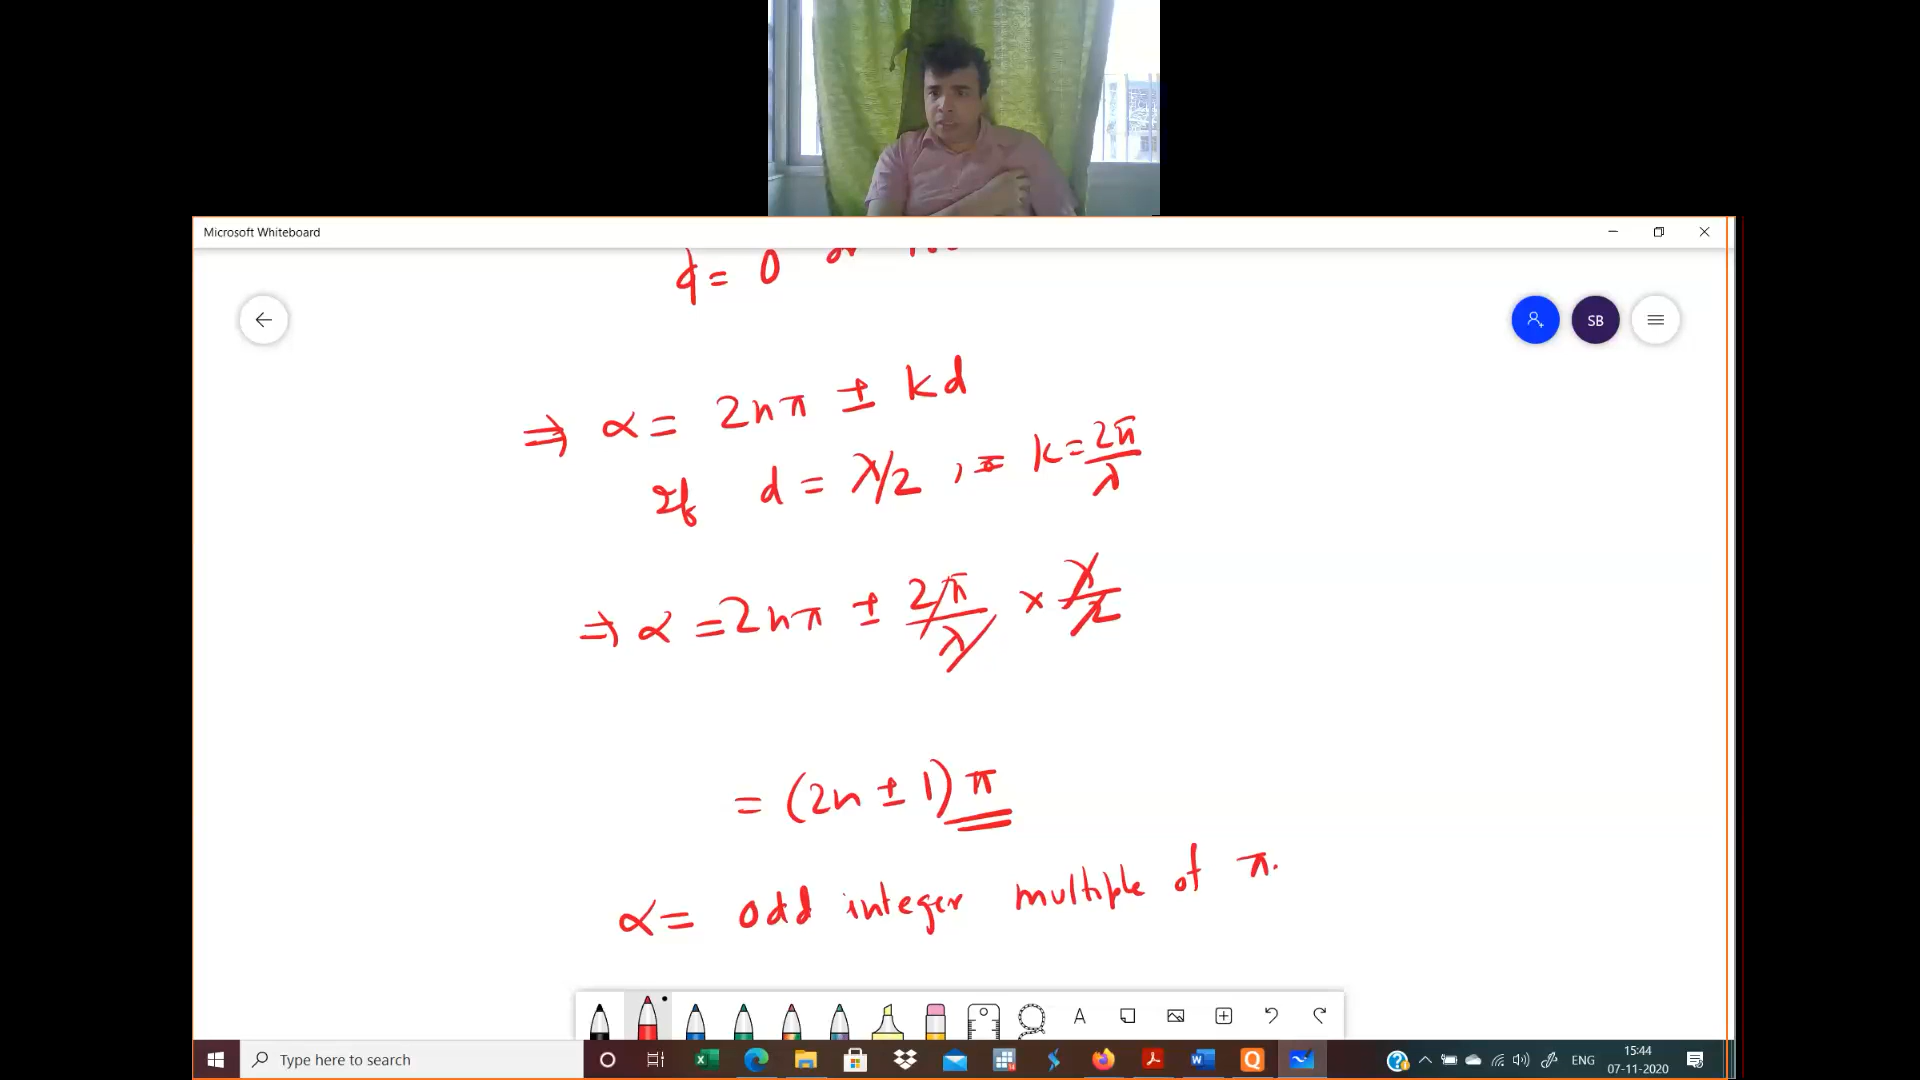 Microsoft Whiteboard
ϕ = 0 or
SB
⇒ α = 2nπ ± kd
If d = λ/2 , k = 2π/λ
⇒ α = 2nπ ± 2π/λ × λ/2
= (2n ± 1) π
α = odd integer multiple of π.
Type here to search
ENG
15:44
07-11-2020